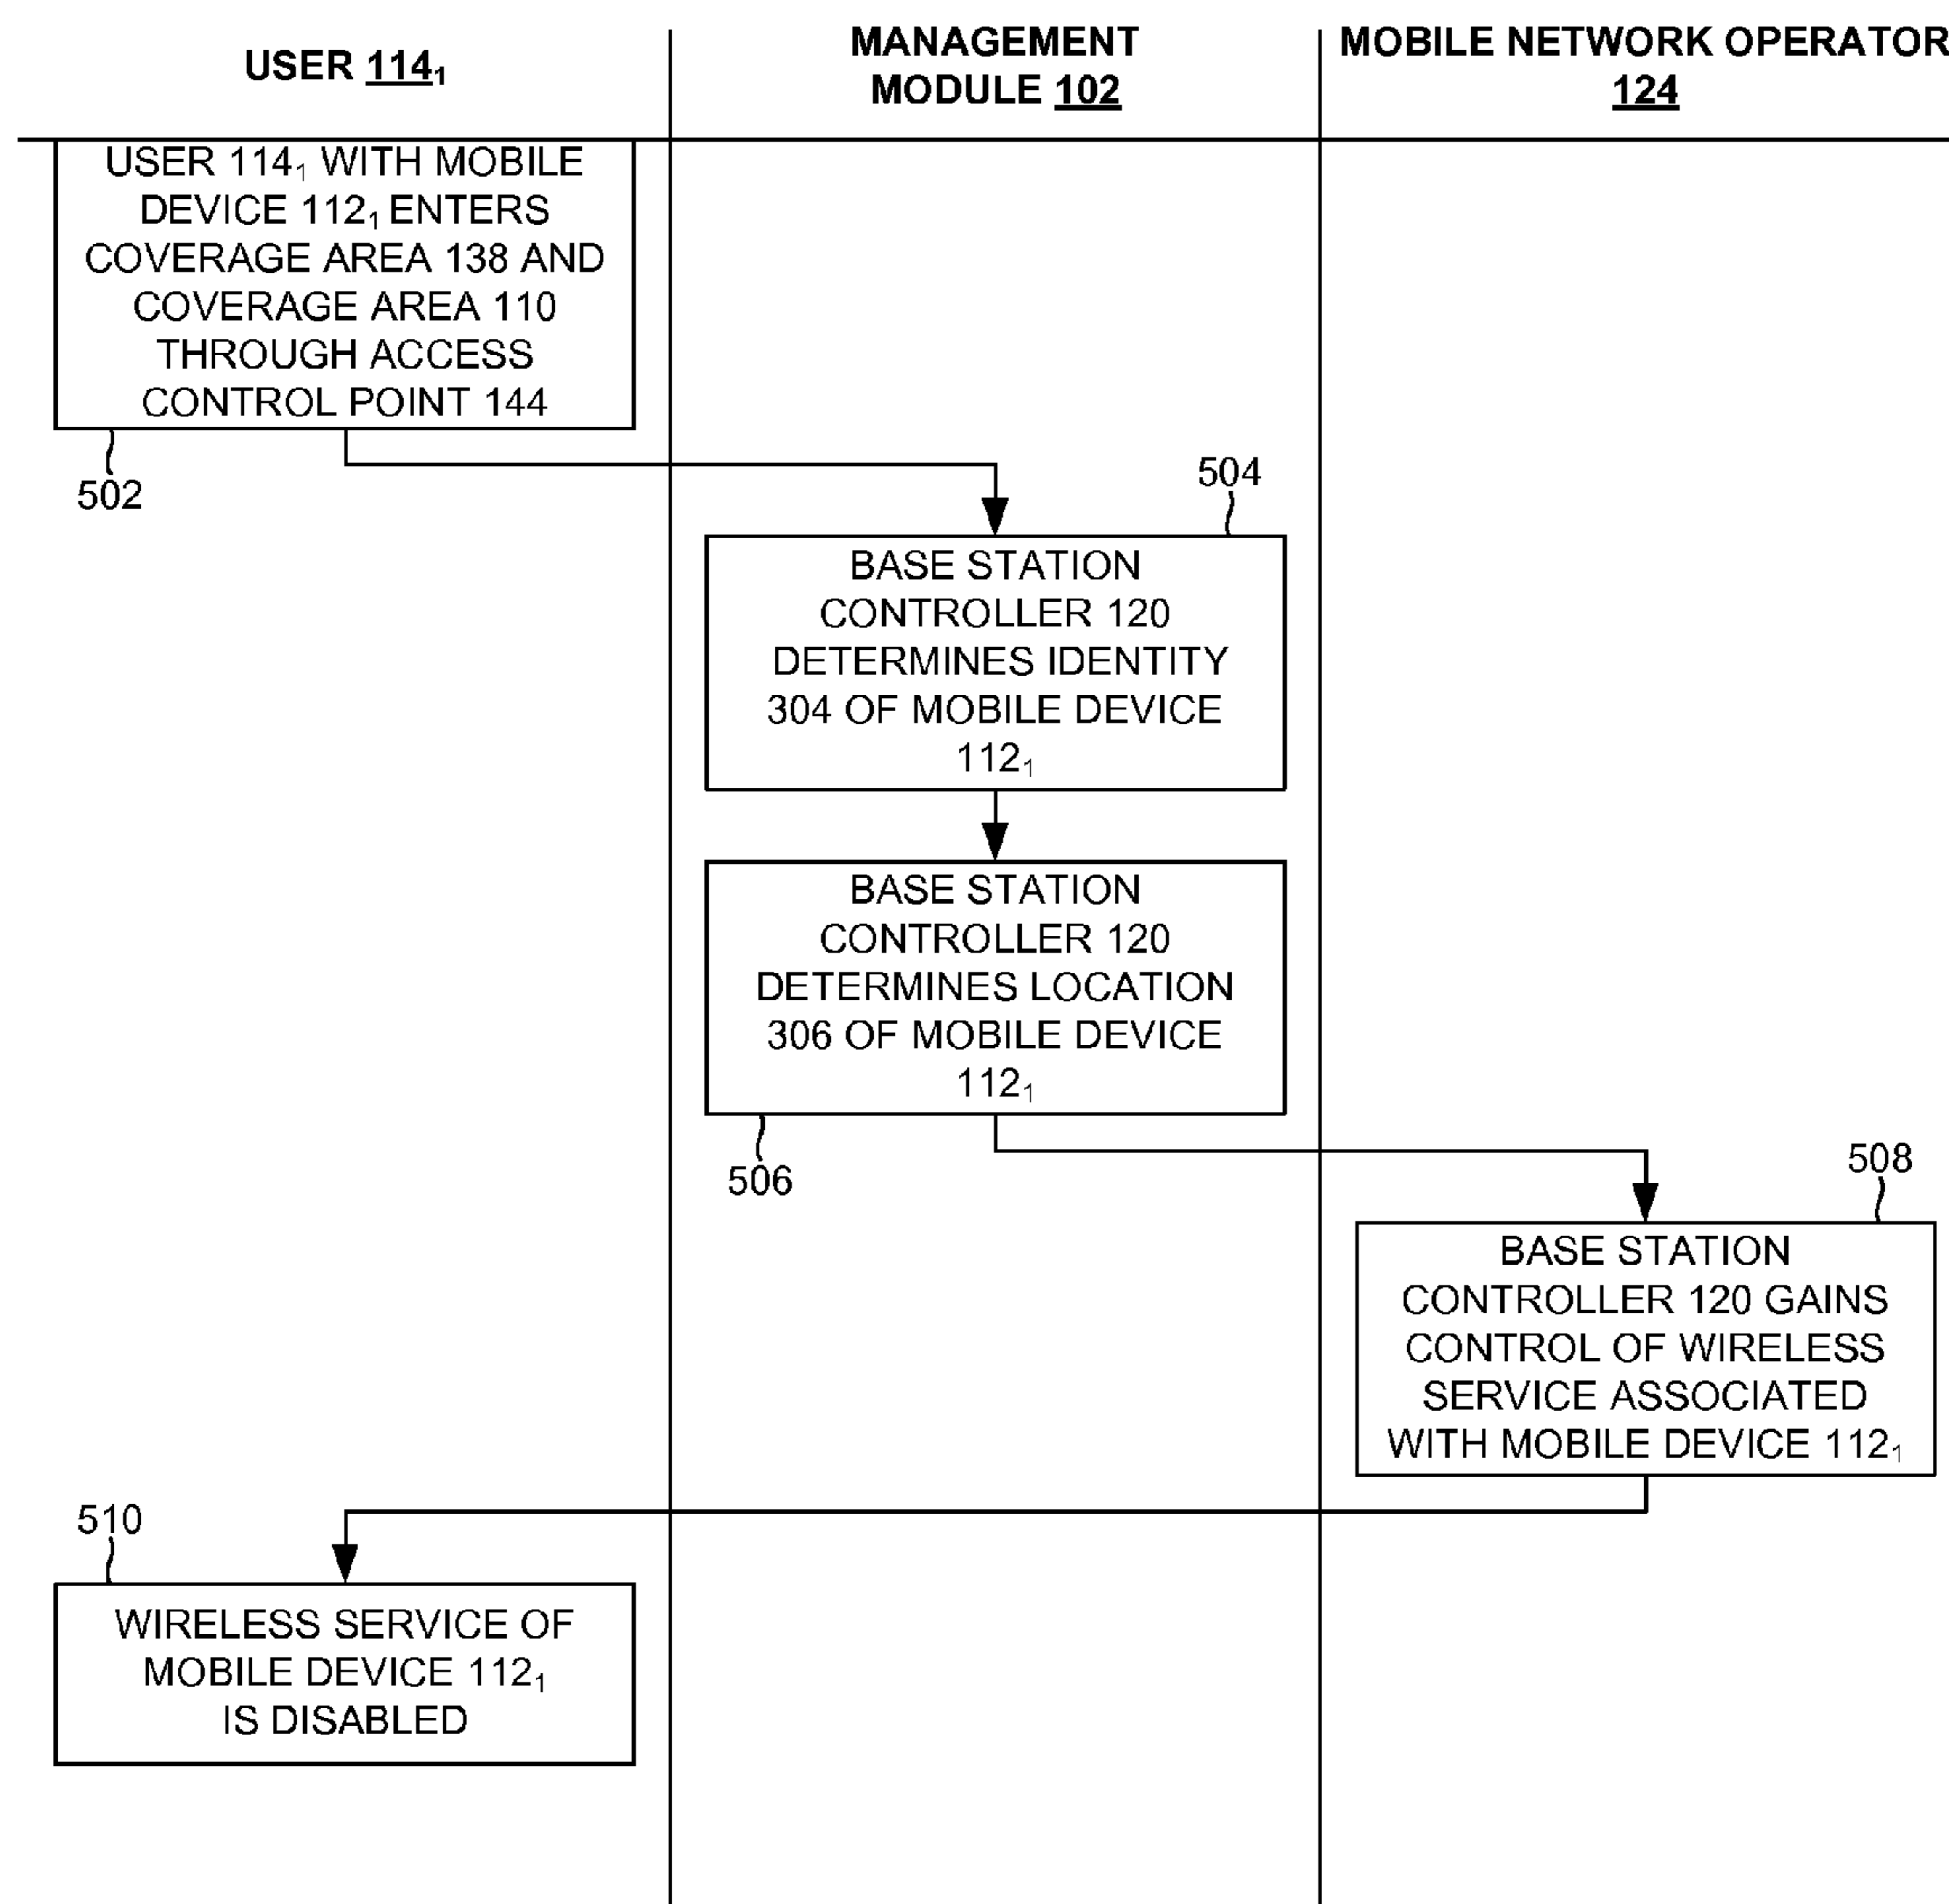 USER 114₁
MANAGEMENT
MODULE 102
MOBILE NETWORK OPERATOR
124
USER 114₁ WITH MOBILE
DEVICE 112₁ ENTERS
COVERAGE AREA 138 AND
COVERAGE AREA 110
THROUGH ACCESS
CONTROL POINT 144
502
504
BASE STATION
CONTROLLER 120
DETERMINES IDENTITY
304 OF MOBILE DEVICE
112₁
BASE STATION
CONTROLLER 120
DETERMINES LOCATION
306 OF MOBILE DEVICE
112₁
506
508
BASE STATION
CONTROLLER 120 GAINS
CONTROL OF WIRELESS
SERVICE ASSOCIATED
WITH MOBILE DEVICE 112₁
510
WIRELESS SERVICE OF
MOBILE DEVICE 112₁
IS DISABLED